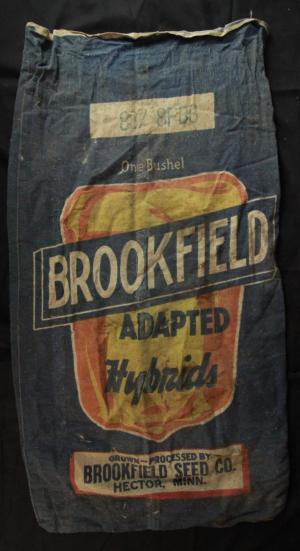 One Bushel
BROOKFIELD
ADAPTED
Hybrids
GROWN-PROCESSED BY
BROOKFIELD SEED CO.
HECTOR, MINN.